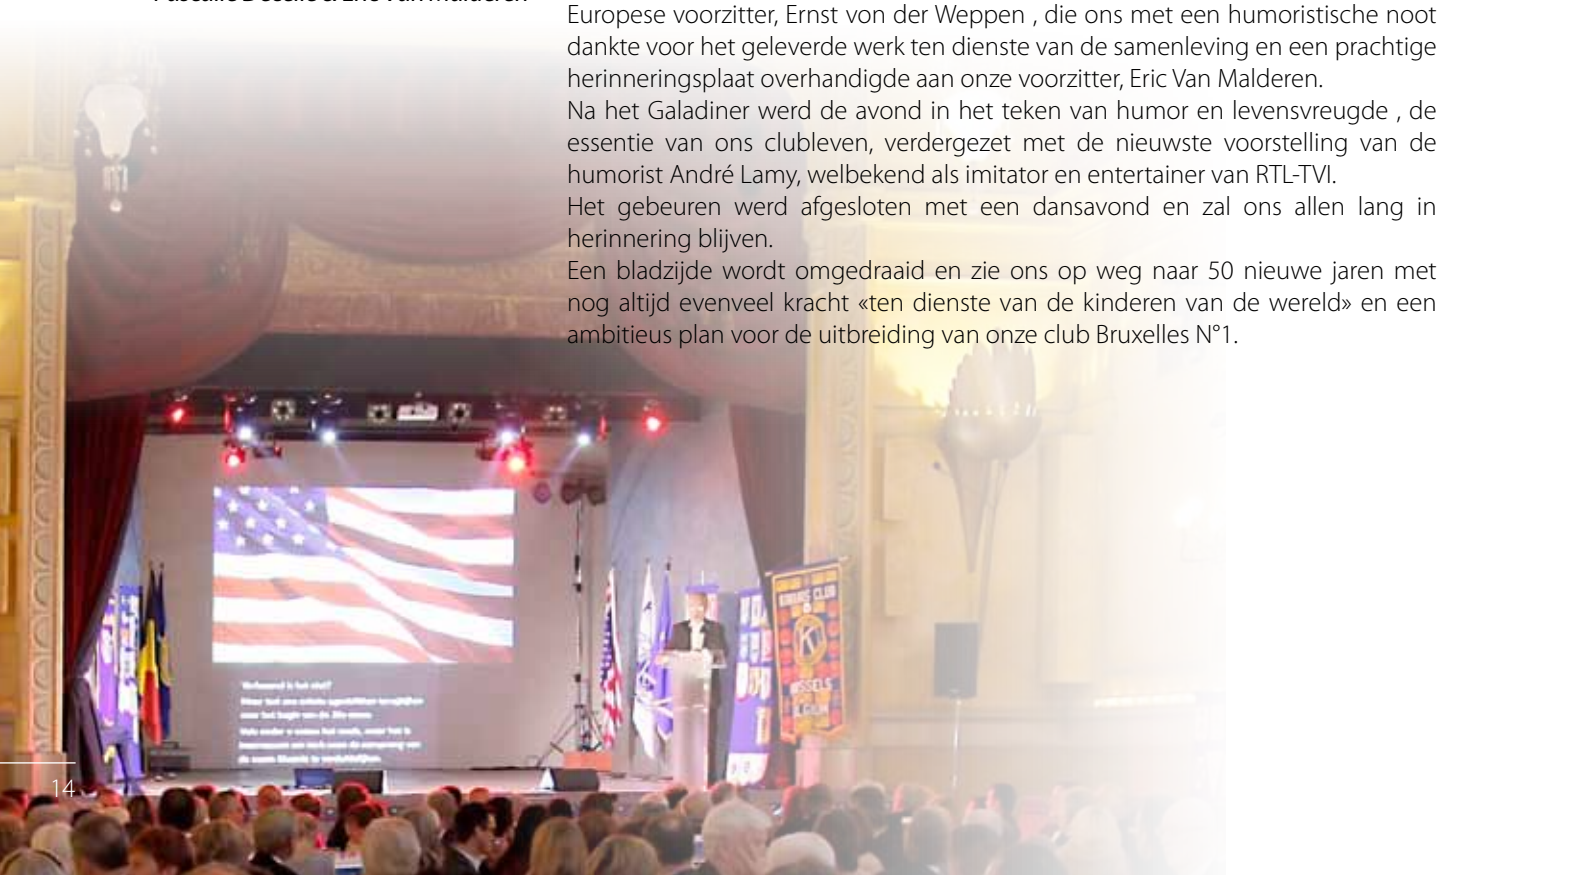 Eric Van Malderen
Europese voorzitter, Ernst von der Weppen , die ons met een humoristische noot
dankte voor het geleverde werk ten dienste van de samenleving en een prachtige
herinneringsplaat overhandigde aan onze voorzitter, Eric Van Malderen.
Na het Galadiner werd de avond in het teken van humor en levensvreugde , de
essentie van ons clubleven, verdergezet met de nieuwste voorstelling van de
humorist André Lamy, welbekend als imitator en entertainer van RTL-TVI.
Het gebeuren werd afgesloten met een dansavond en zal ons allen lang in
herinnering blijven.
Een bladzijde wordt omgedraaid en zie ons op weg naar 50 nieuwe jaren met
nog altijd evenveel kracht «ten dienste van de kinderen van de wereld» en een
ambitieus plan voor de uitbreiding van onze club Bruxelles N°1.
KIWANIS CLUB
K
BRUSSELS
BELGIUM
14